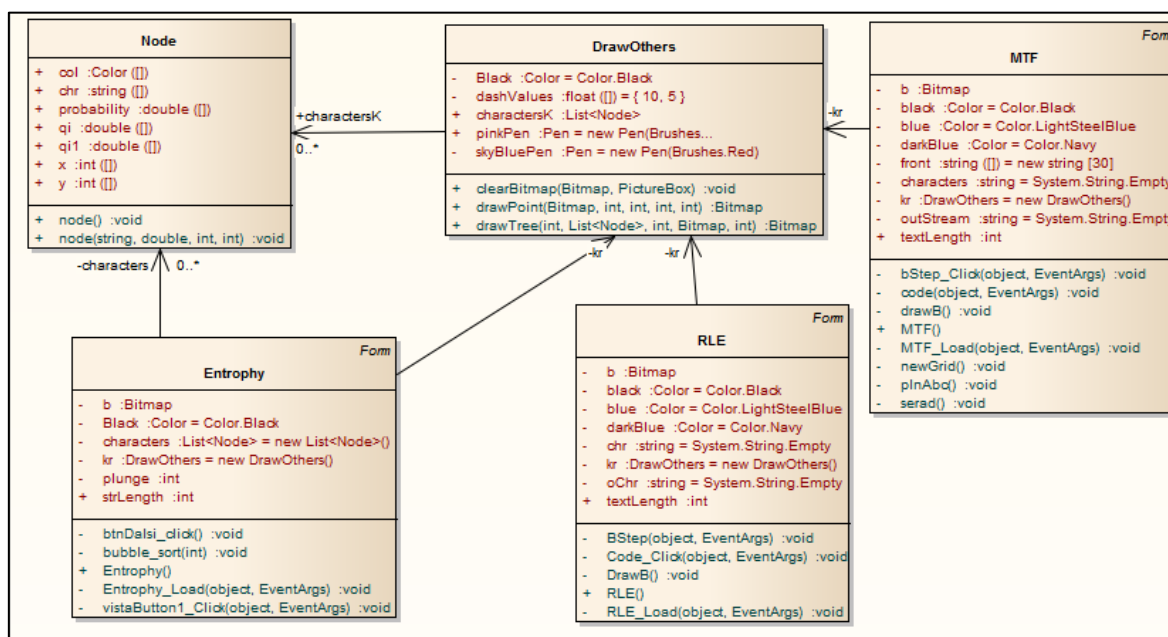 Node
+ col :Color ([])
+ chr :string ([])
+ probability :double ([])
+ qi :double ([])
+ qi1 :double ([])
+ x :int ([])
+ y :int ([])
+ node() :void
+ node(string, double, int, int) :void
+charactersK
0..*
DrawOthers
- Black :Color = Color.Black
- dashValues :float ([]) = { 10, 5 }
+ charactersK :List<Node>
+ pinkPen :Pen = new Pen(Brushes...
- skyBluePen :Pen = new Pen(Brushes.Red)
+ clearBitmap(Bitmap, PictureBox) :void
+ drawPoint(Bitmap, int, int, int, int) :Bitmap
+ drawTree(int, List<Node>, int, Bitmap, int) :Bitmap
-kr
Form
MTF
- b :Bitmap
- black :Color = Color.Black
- blue :Color = Color.LightSteelBlue
- darkBlue :Color = Color.Navy
- front :string ([]) = new string [30]
- characters :string = System.String.Empty
- kr :DrawOthers = new DrawOthers()
- outStream :string = System.String.Empty
+ textLength :int
- bStep_Click(object, EventArgs) :void
- code(object, EventArgs) :void
- drawB() :void
+ MTF()
- MTF_Load(object, EventArgs) :void
- newGrid() :void
- plnAbc() :void
- serad() :void
-characters
0..*
-kr
-kr
Form
Entrophy
- b :Bitmap
- Black :Color = Color.Black
- characters :List<Node> = new List<Node>()
- kr :DrawOthers = new DrawOthers()
- plunge :int
+ strLength :int
- btnDalsi_click() :void
- bubble_sort(int) :void
+ Entrophy()
- Entrophy_Load(object, EventArgs) :void
- vistaButton1_Click(object, EventArgs) :void
Form
RLE
- b :Bitmap
- black :Color = Color.Black
- blue :Color = Color.LightSteelBlue
- darkBlue :Color = Color.Navy
- chr :string = System.String.Empty
- kr :DrawOthers = new DrawOthers()
- oChr :string = System.String.Empty
+ textLength :int
- BStep(object, EventArgs) :void
- Code_Click(object, EventArgs) :void
- DrawB() :void
+ RLE()
- RLE_Load(object, EventArgs) :void